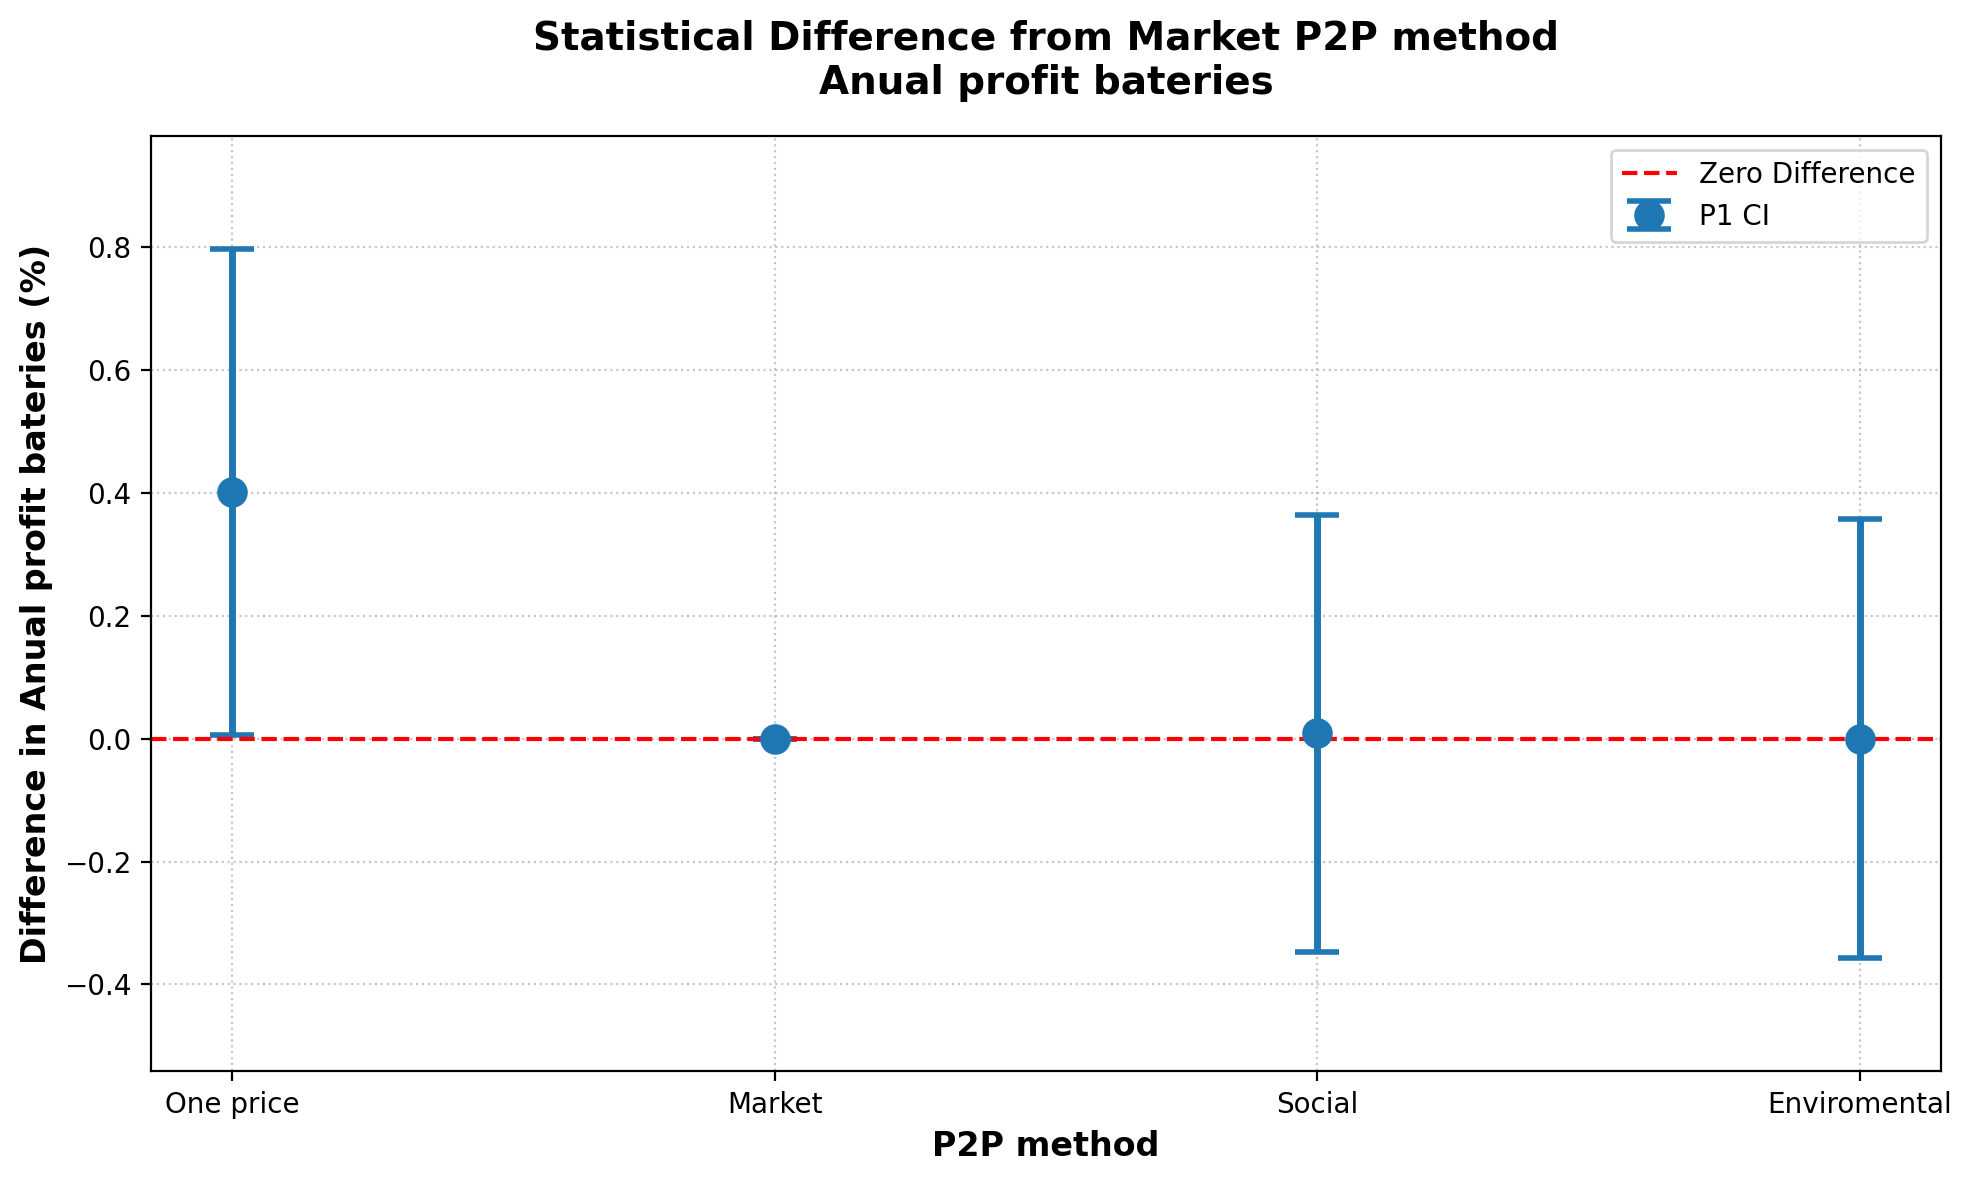 Statistical Difference from Market P2P method
Anual profit bateries
Difference in Anual profit bateries (%)
Zero Difference
P1 CI
0.8
0.6
0.4
0.2
0.0
−0.2
−0.4
One price
Market
Social
Enviromental
P2P method